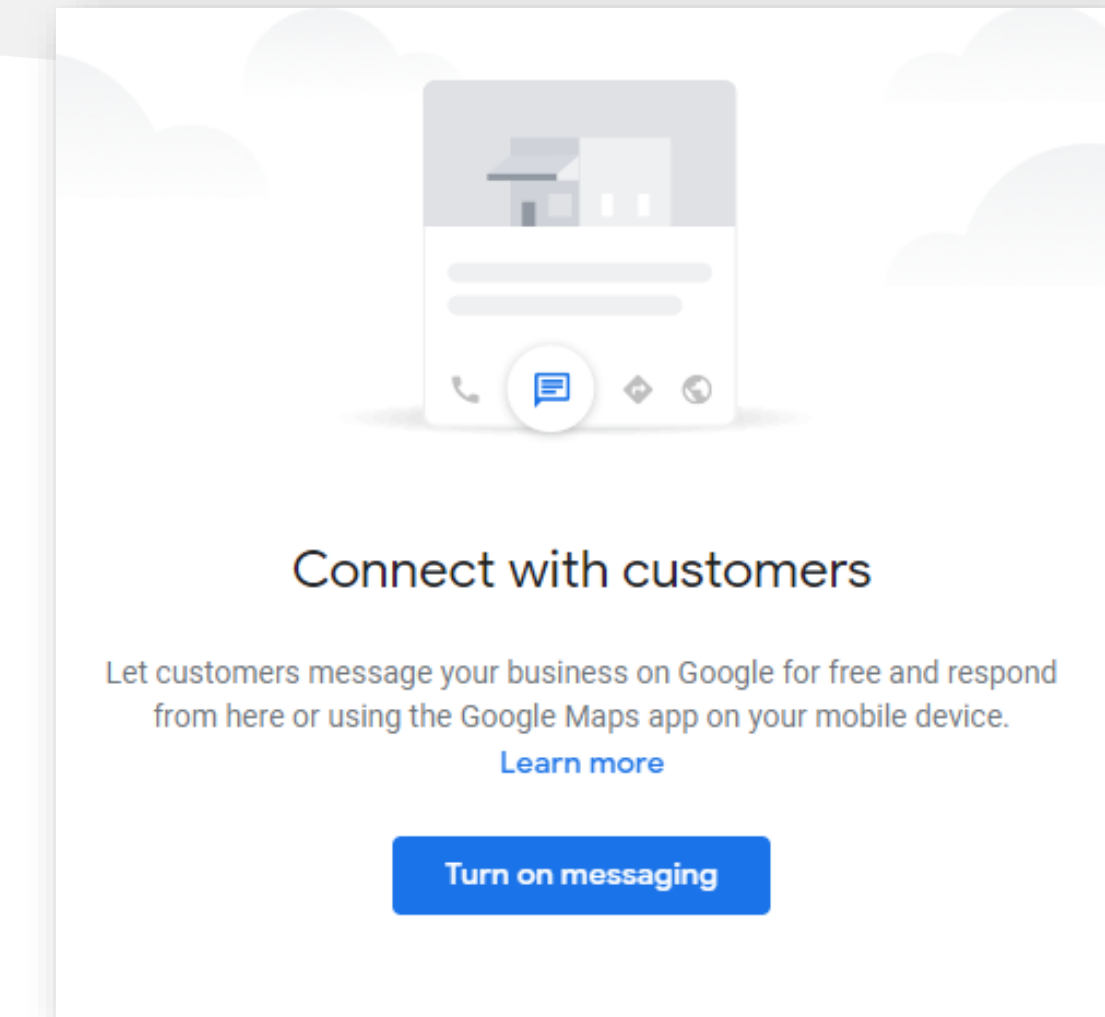 Connect with customers
Let customers message your business on Google for free and respond
from here or using the Google Maps app on your mobile device.
Learn more
Turn on messaging